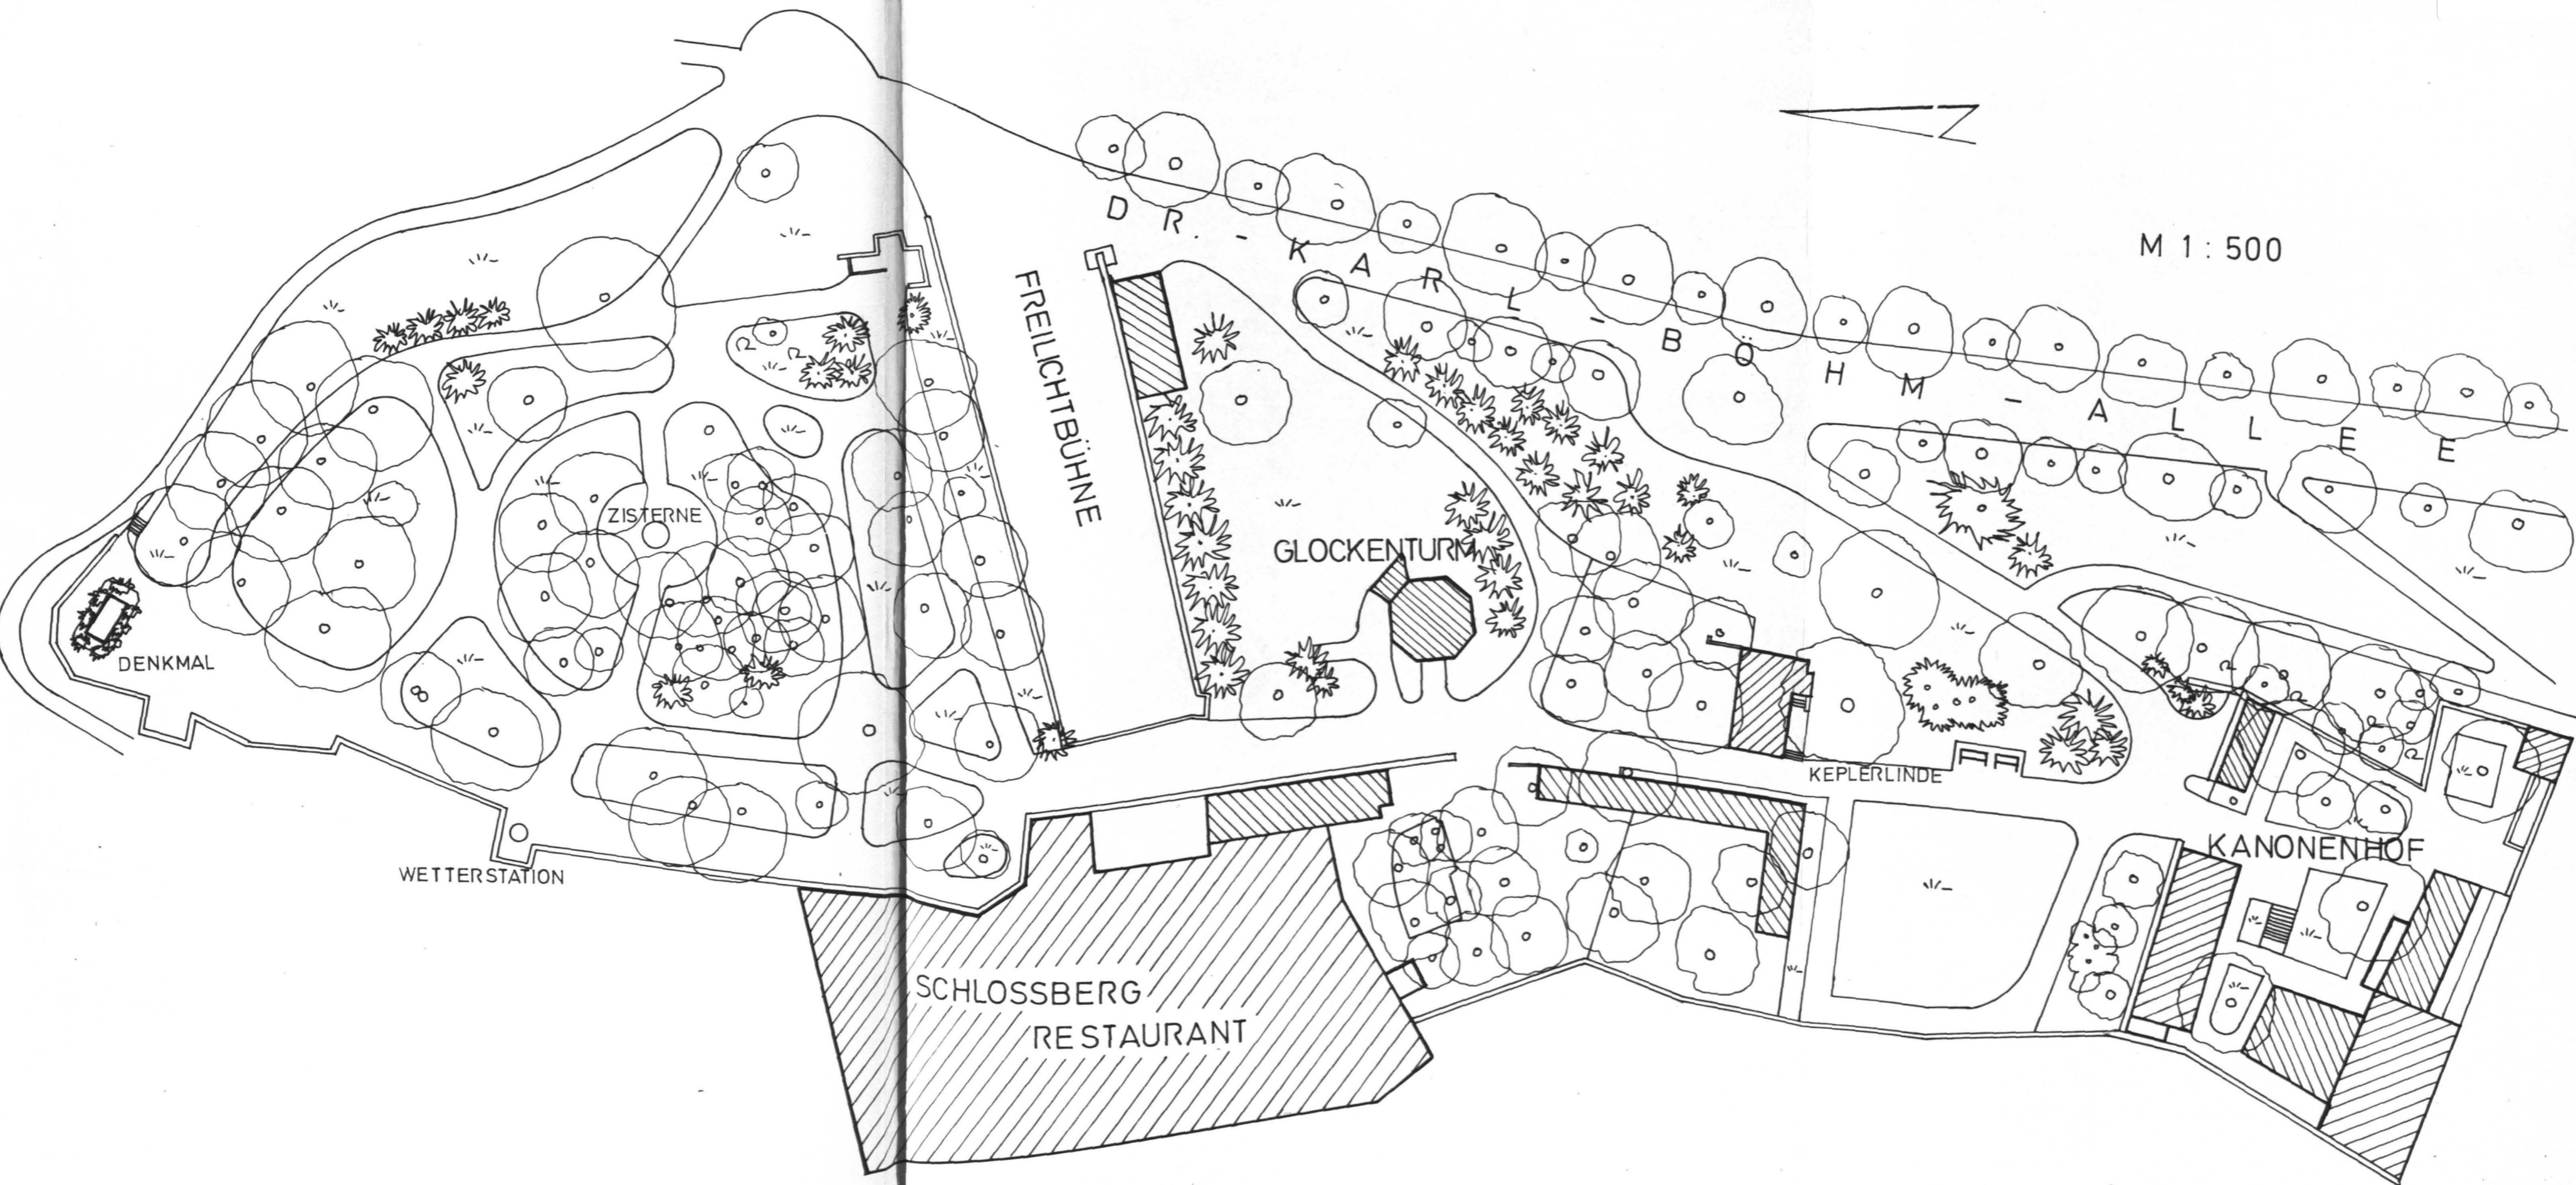 M 1 : 500
DR. - KARL - BÖHM - ALLEE
FREILICHTBÜHNE
ZISTERNE
GLOCKENTURM
DENKMAL
KEPLERLINDE
KANONENHOF
WETTERSTATION
SCHLOSSBERG
RESTAURANT